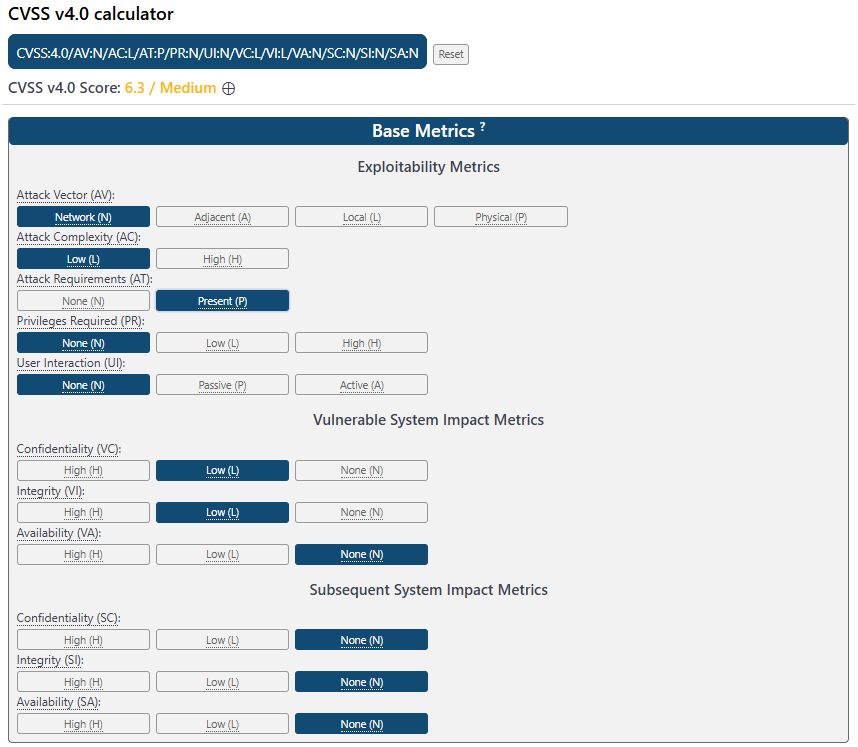 CVSS v4.0 calculator
CVSS:4.0/AV:N/AC:L/AT:P/PR:N/UI:N/VC:L/VI:L/VA:N/SC:N/SI:N/SA:N Reset
CVSS v4.0 Score: 6.3 / Medium
Base Metrics ?
Exploitability Metrics
Attack Vector (AV):
Network (N) Adjacent (A) Local (L) Physical (P)
Attack Complexity (AC):
Low (L) High (H)
Attack Requirements (AT):
None (N) Present (P)
Privileges Required (PR):
None (N) Low (L) High (H)
User Interaction (UI):
None (N) Passive (P) Active (A)
Vulnerable System Impact Metrics
Confidentiality (VC):
High (H) Low (L) None (N)
Integrity (VI):
High (H) Low (L) None (N)
Availability (VA):
High (H) Low (L) None (N)
Subsequent System Impact Metrics
Confidentiality (SC):
High (H) Low (L) None (N)
Integrity (SI):
High (H) Low (L) None (N)
Availability (SA):
High (H) Low (L) None (N)